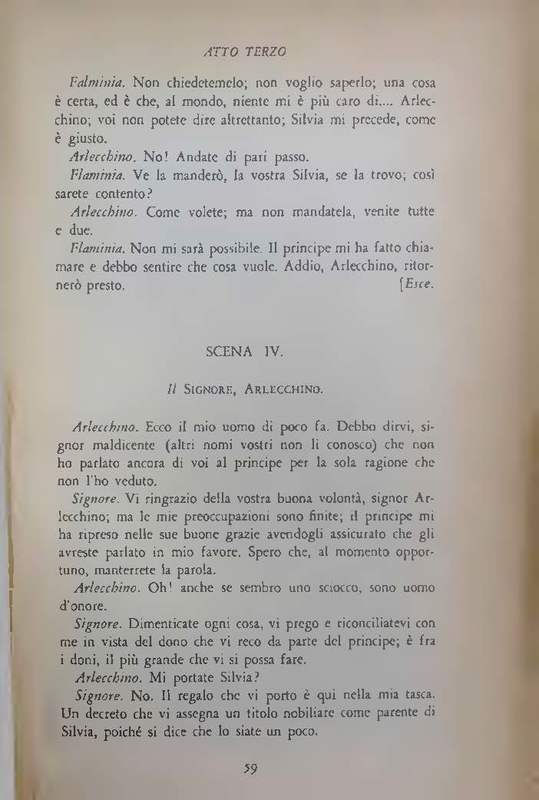 ATTO TERZO
Falminia. Non chiedetemelo; non voglio saperlo; una cosa
è certa, ed è che, al mondo, niente mi è più caro di.... Arlec-
chino; voi non potete dire altrettanto; Silvia mi precede, come
è giusto.
Arlecchino. No! Andate di pari passo.
Flaminia. Ve la manderò, la vostra Silvia, se la trovo; così
sarete contento?
Arlecchino. Come volete; ma non mandatela, venite tutte
e due.
Flaminia. Non mi sarà possibile. Il principe mi ha fatto chia-
mare e debbo sentire che cosa vuole. Addio, Arlecchino, ritor-
nerò presto. [Esce.
SCENA IV.
Il SIGNORE, ARLECCHINO.
Arlecchino. Ecco il mio uomo di poco fa. Debbo dirvi, si-
gnor maldicente (altri nomi vostri non li conosco) che non
ho parlato ancora di voi al principe per la sola ragione che
non l'ho veduto.
Signore. Vi ringrazio della vostra buona volontà, signor Ar-
lecchino; ma le mie preoccupazioni sono finite; il principe mi
ha ripreso nelle sue buone grazie avendogli assicurato che gli
avreste parlato in mio favore. Spero che, al momento oppor-
tuno, manterrete la parola.
Arlecchino. Oh! anche se sembro uno sciocco, sono uomo
d'onore.
Signore. Dimenticate ogni cosa, vi prego e riconciliatevi con
me in vista del dono che vi reco da parte del principe; è fra
i doni, il più grande che vi si possa fare.
Arlecchino. Mi portate Silvia?
Signore. No. Il regalo che vi porto è qui nella mia tasca.
Un decreto che vi assegna un titolo nobiliare come parente di
Silvia, poiché si dice che lo siate un poco.
59